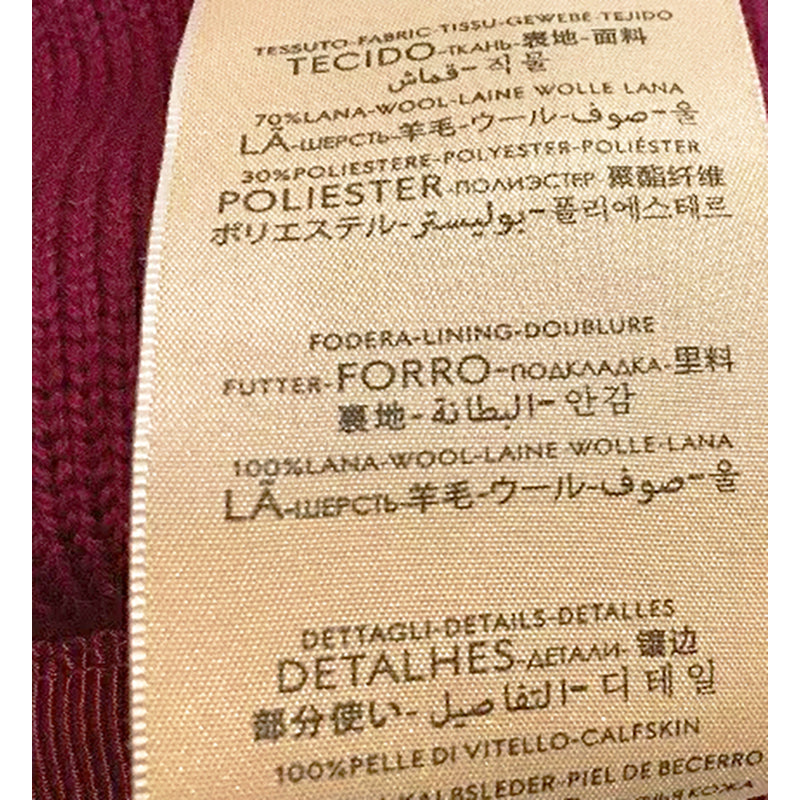 TESSUTO-FABRIC-TISSU-GEWEBE-TEJIDO
TECIDO-ТКАНЬ-裏地-面料
قماش-직물
70%LANA-WOOL-LAINE WOLLE LANA
LÃ-ШЕРСТЬ-羊毛-ウール-صوف-울
30%POLIESTERE-POLYESTER-POLIÉSTER
POLIESTER-ПОЛИЭСТЕР-聚酯纤维
ポリエステル-بوليستر-폴리에스테르
FODERA-LINING-DOUBLURE
FUTTER-FORRO-ПОДКЛАДКА-里料
裏地-البطانة-안감
100%LANA-WOOL-LAINE WOLLE-LANA
LÃ-ШЕРСТЬ-羊毛-ウール-صوف-울
DETTAGLI-DETAILS-DETALLES
DETALHES-ДЕТАЛИ-镶边
部分使い-التفاصيل-디테일
100%PELLE DI VITELLO-CALFSKIN
KALBSLEDER-PIEL DE BECERRO
КОЖА